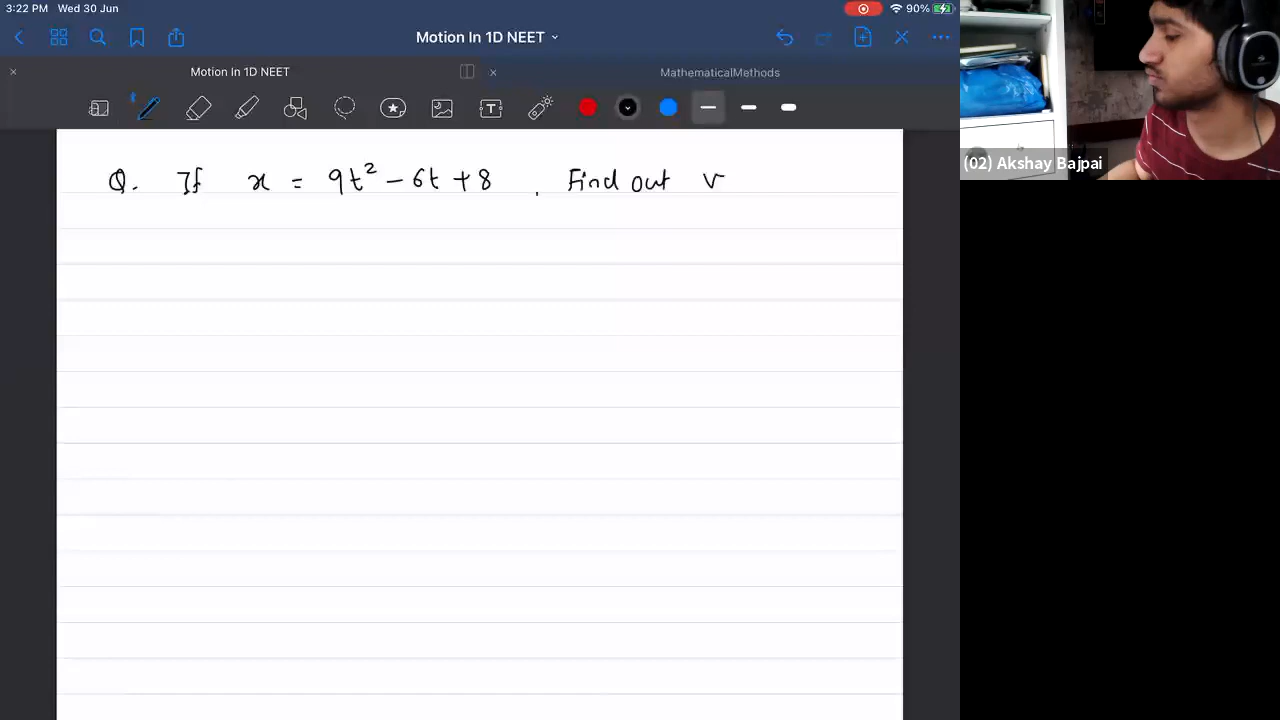 3:22 PM Wed 30 Jun 90%
Motion In 1D NEET
Motion In 1D NEET MathematicalMethods
Q. If x = 9t² - 6t + 8 . Find out v
(02) Akshay Bajpai